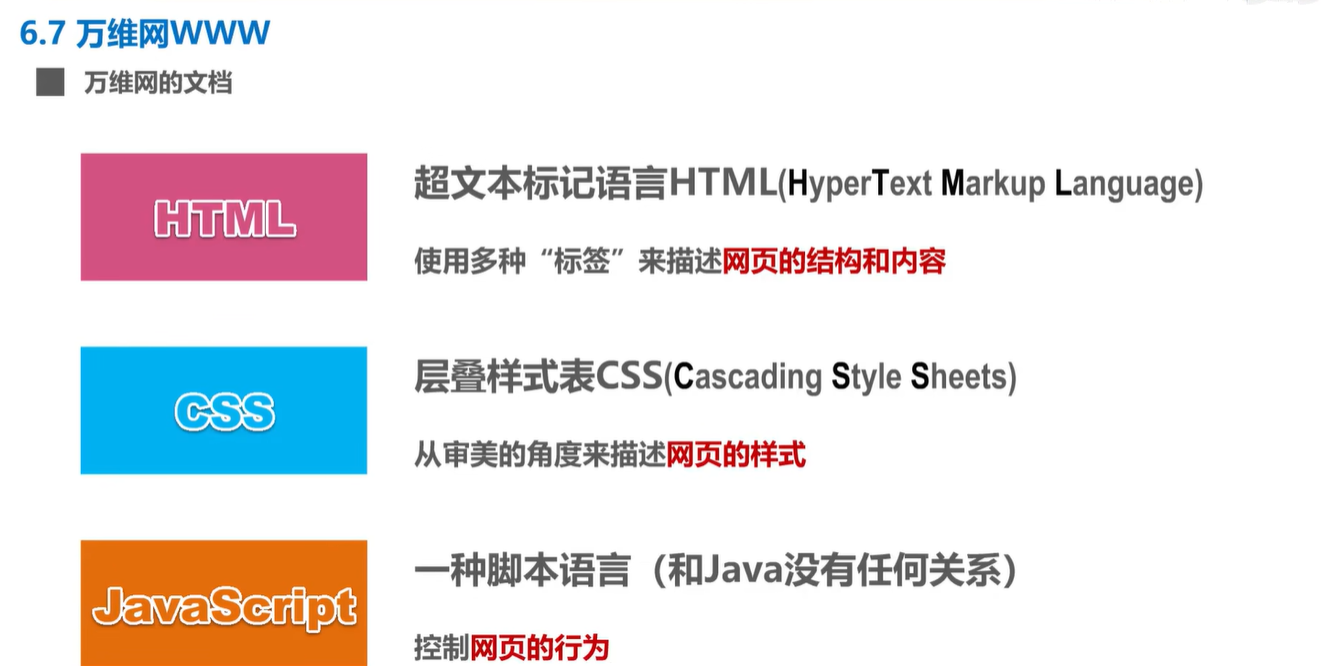 6.7 万维网WWW
万维网的文档
HTML
超文本标记语言HTML(HyperText Markup Language)
使用多种“标签”来描述网页的结构和内容
CSS
层叠样式表CSS(Cascading Style Sheets)
从审美的角度来描述网页的样式
JavaScript
一种脚本语言（和Java没有任何关系）
控制网页的行为